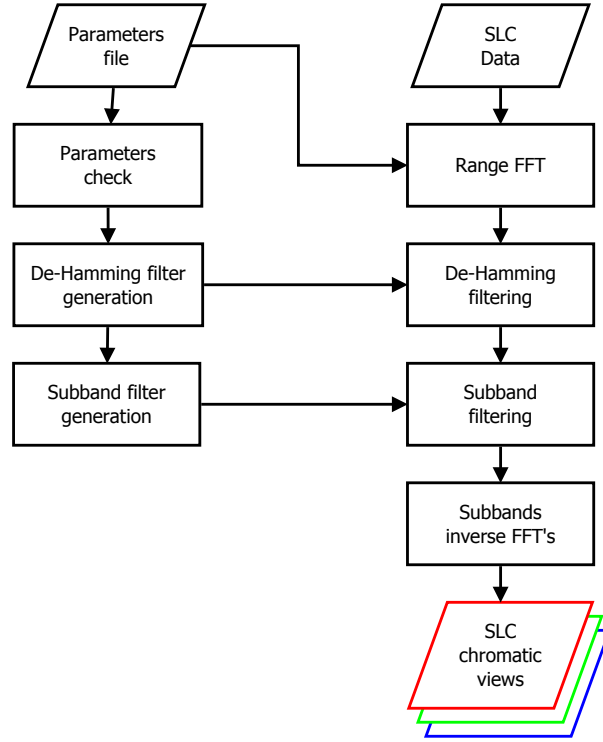 Parameters
file
SLC
Data
Parameters
check
Range FFT
De-Hamming filter
generation
De-Hamming
filtering
Subband filter
generation
Subband
filtering
Subbands
inverse FFT's
SLC
chromatic
views